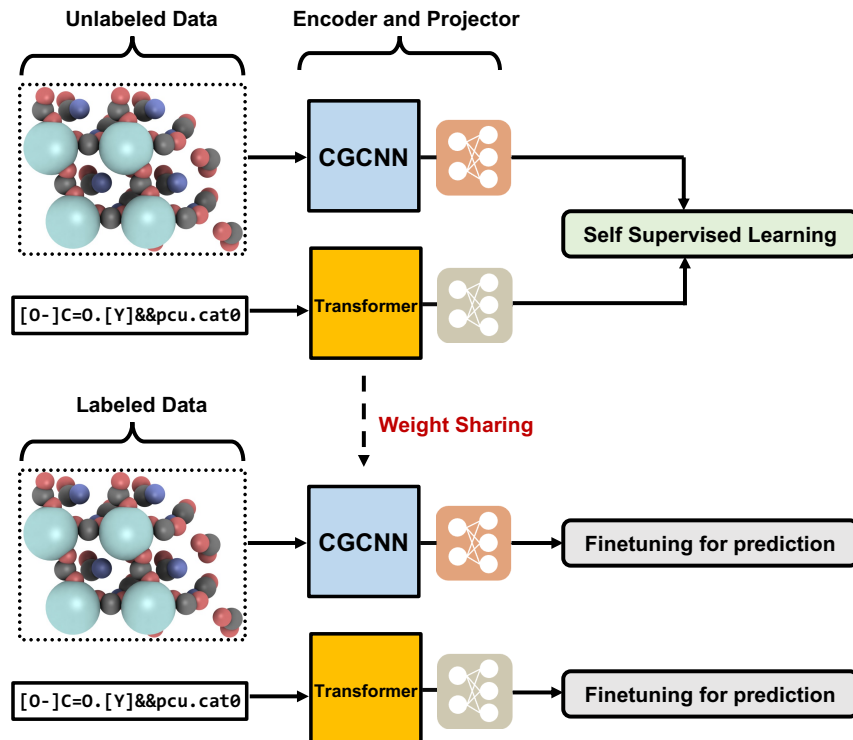 Unlabeled Data
Encoder and Projector
CGCNN
Self Supervised Learning
[O-]C=O.[Y]&&pcu.cat0
Transformer
Labeled Data
Weight Sharing
CGCNN
Finetuning for prediction
[O-]C=O.[Y]&&pcu.cat0
Transformer
Finetuning for prediction